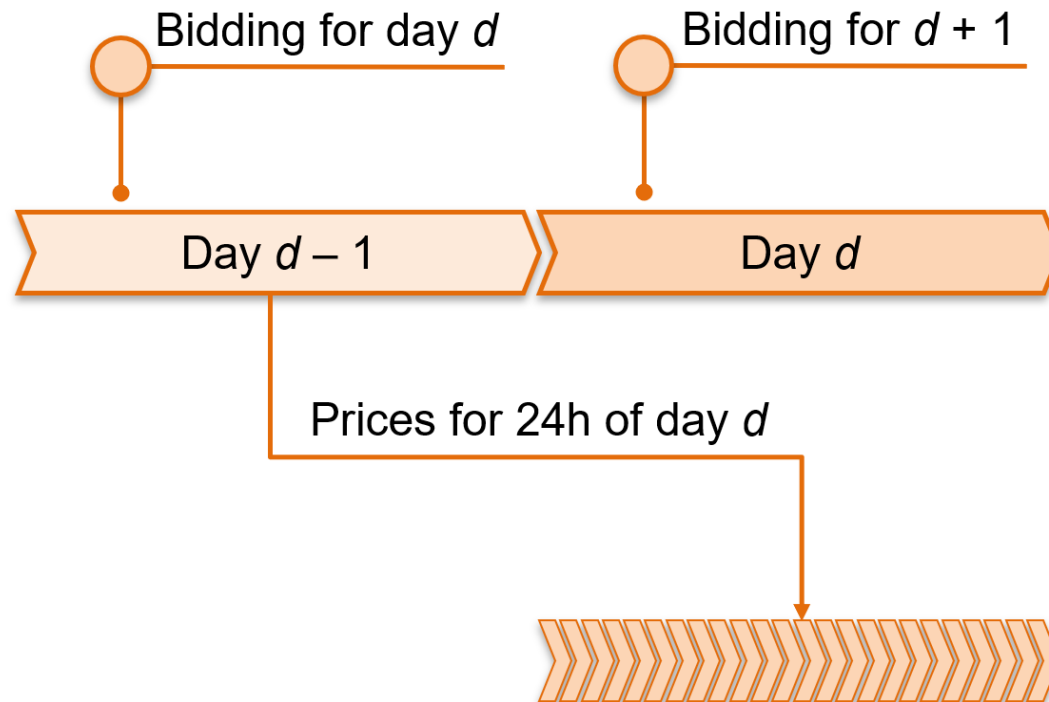 Bidding for day d
Bidding for d + 1
Day d – 1
Day d
Prices for 24h of day d